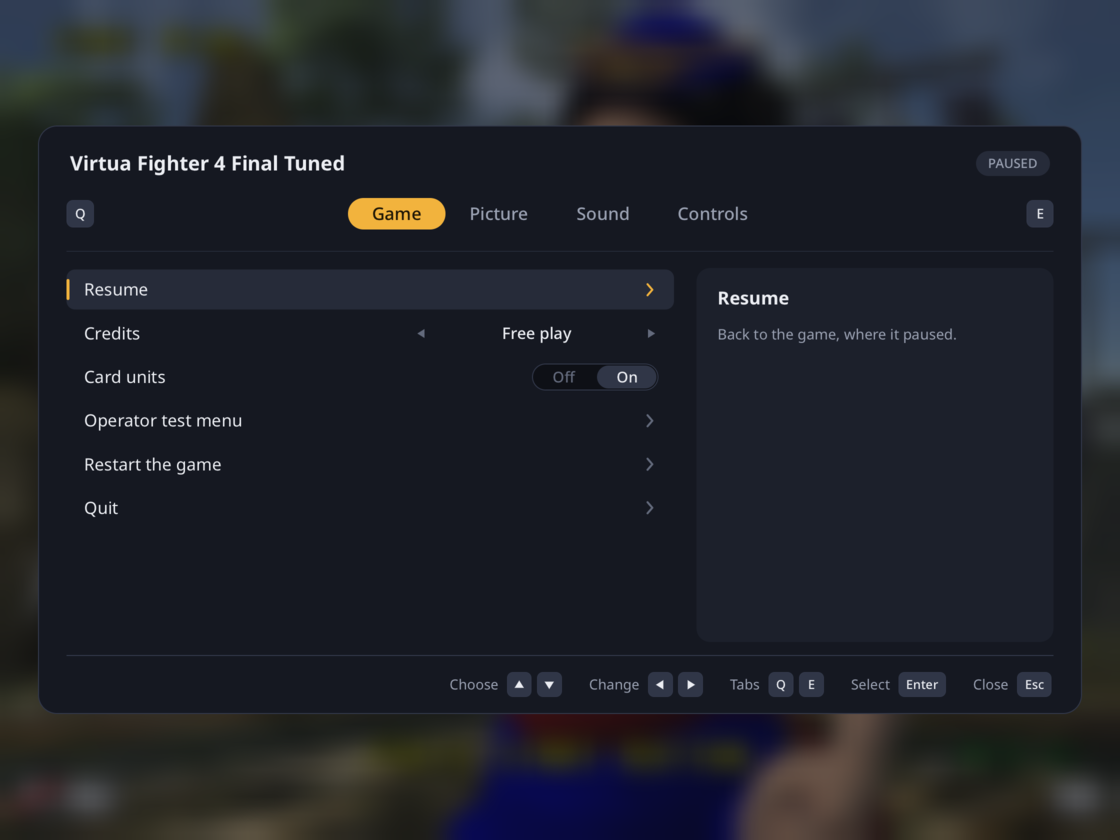 Virtua Fighter 4 Final Tuned
PAUSED
Q
Game
Picture
Sound
Controls
E
Resume
Credits
Free play
Card units
Off
On
Operator test menu
Restart the game
Quit
Resume
Back to the game, where it paused.
Choose
Change
Tabs Q E
Select Enter
Close Esc